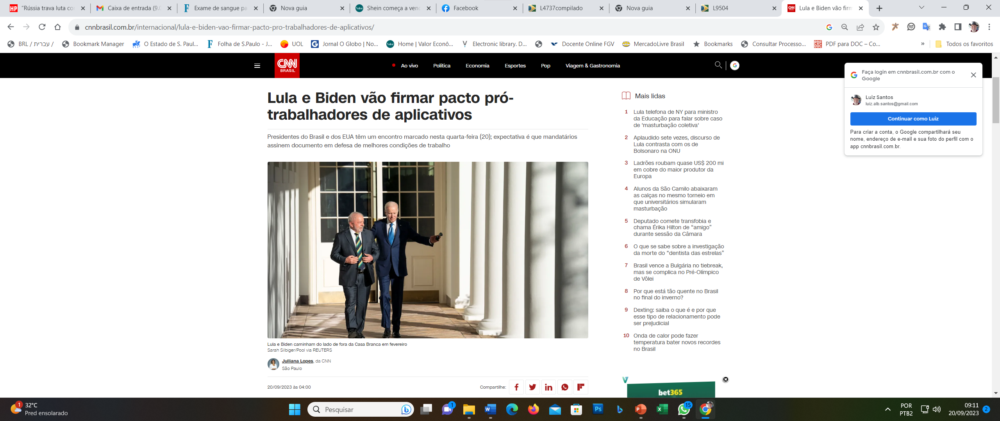 "Rússia trava luta co
Caixa de entrada (9.0
Exame de sangue pa
Nova guia
Shein começa a venc
Facebook
L4737compilado
Nova guia
L9504
Lula e Biden vão firm
cnnbrasil.com.br/internacional/lula-e-biden-vao-firmar-pacto-pro-trabalhadores-de-aplicativos/
BRL / עברית /
Bookmark Manager
O Estado de S. Paul...
Folha de S.Paulo - J...
UOL
Jornal O Globo | No...
Home | Valor Econô...
Electronic library. D...
Docente Online FGV
MercadoLivre Brasil
Bookmarks
Consultar Processo...
PDF para DOC – Co...
»
Todos os favoritos
CNN
BRASIL
Ao vivo
Política
Economia
Esportes
Pop
Viagem & Gastronomia
Faça login em cnnbrasil.com.br com o
Google
Luiz Santos
luiz.alb.santos@gmail.com
Continuar como Luiz
Para criar a conta, o Google compartilhará seu
nome, endereço de e-mail e sua foto do perfil com o
app cnnbrasil.com.br.
Lula e Biden vão firmar pacto pró-
trabalhadores de aplicativos
Presidentes do Brasil e dos EUA têm um encontro marcado nesta quarta-feira (20); expectativa é que mandatários
assinem documento em defesa de melhores condições de trabalho
Lula e Biden caminham do lado de fora da Casa Branca em fevereiro
Sarah Silbiger/Pool via REUTERS
Julliana Lopes, da CNN
São Paulo
20/09/2023 às 04:00
Compartilhe:
Mais lidas
1 Lula telefona de NY para ministro
da Educação para falar sobre caso
de 'masturbação coletiva'
2 Aplaudido sete vezes, discurso de
Lula contrasta com os de
Bolsonaro na ONU
3 Ladrões roubam quase US$ 200 mi
em cobre do maior produtor da
Europa
4 Alunos da São Camilo abaixaram
as calças no mesmo torneio em
que universitários simularam
masturbação
5 Deputado comete transfobia e
chama Érika Hilton de “amigo”
durante sessão da Câmara
6 O que se sabe sobre a investigação
da morte do “dentista das estrelas”
7 Brasil vence a Bulgária no tiebreak,
mas se complica no Pré-Olímpico
de Vôlei
8 Por que está tão quente no Brasil
no final do inverno?
9 Dexting: saiba o que é e por que
esse tipo de relacionamento pode
ser prejudicial
10 Onda de calor pode fazer
temperatura bater novos recordes
no Brasil
bet365
1
32°C
Pred ensolarado
Pesquisar
1
15
POR
PTB2
09:11
20/09/2023
2